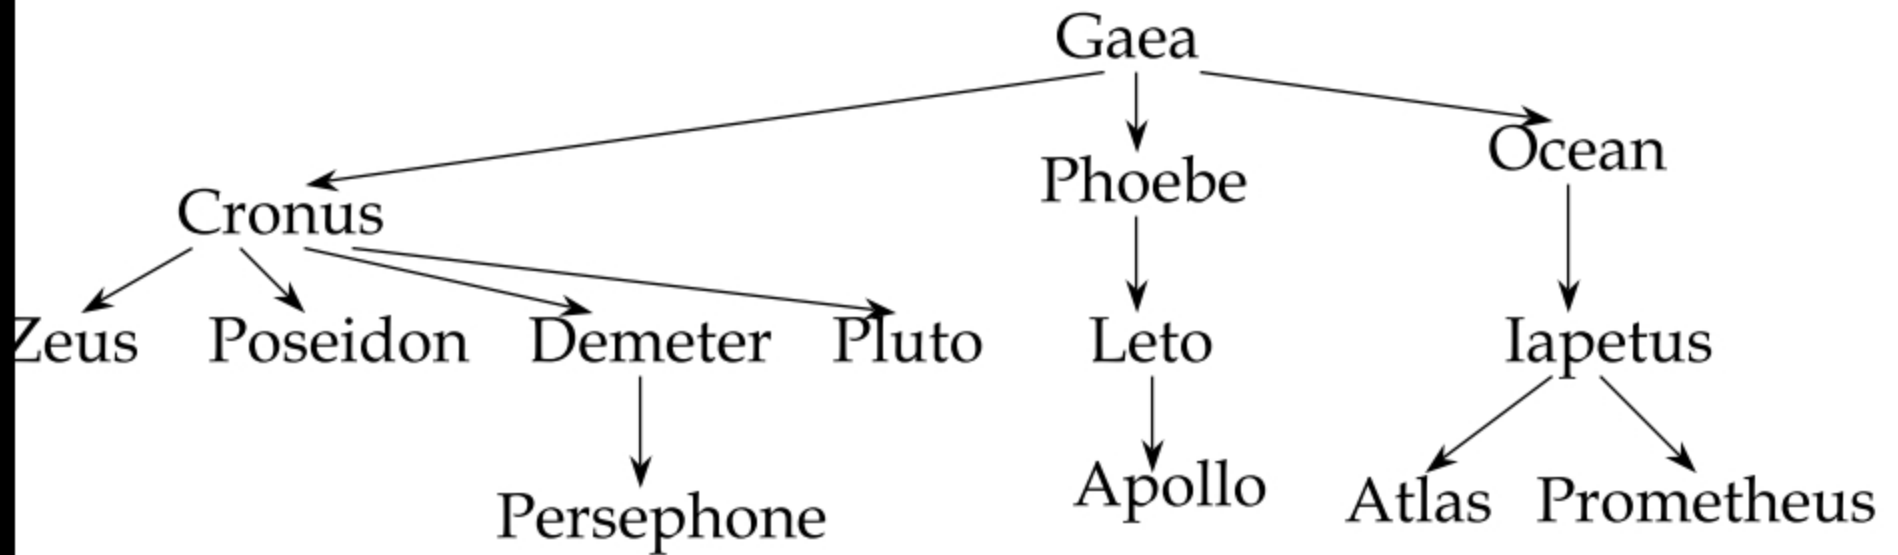 Gaea
Ocean
Phoebe
Cronus
Zeus Poseidon Demeter Pluto Leto Iapetus
Persephone Apollo Atlas Prometheus